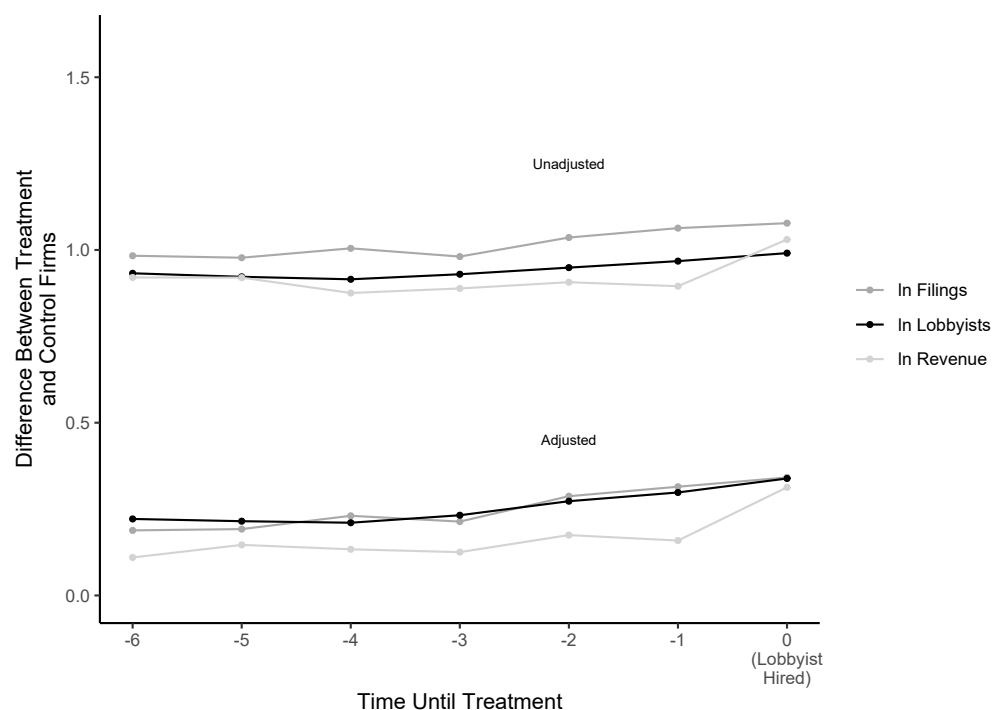 Difference Between Treatment
and Control Firms
1.5
1.0
0.5
0.0
Unadjusted
Adjusted
-6
-5
-4
-3
-2
-1
0
(Lobbyist
Hired)
Time Until Treatment
ln Filings
ln Lobbyists
ln Revenue